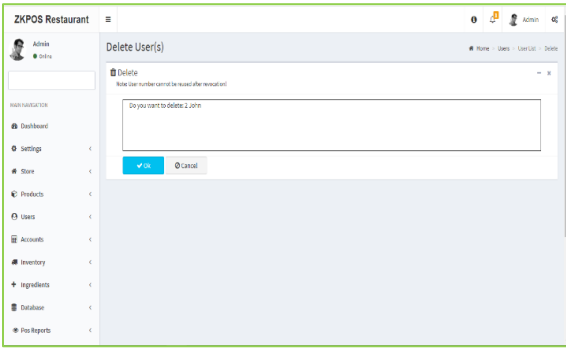 ZKPOS Restaurant
Admin
Admin
Online
Delete User(s)
Home > Users > User List > Delete
Delete
Note: User number cannot be reused after revocation!
MAIN NAVIGATION
Do you want to delete: 2 John
Dashboard
Settings
Ok
Cancel
Store
Products
Users
Accounts
Inventory
Ingredients
Database
Pos Reports